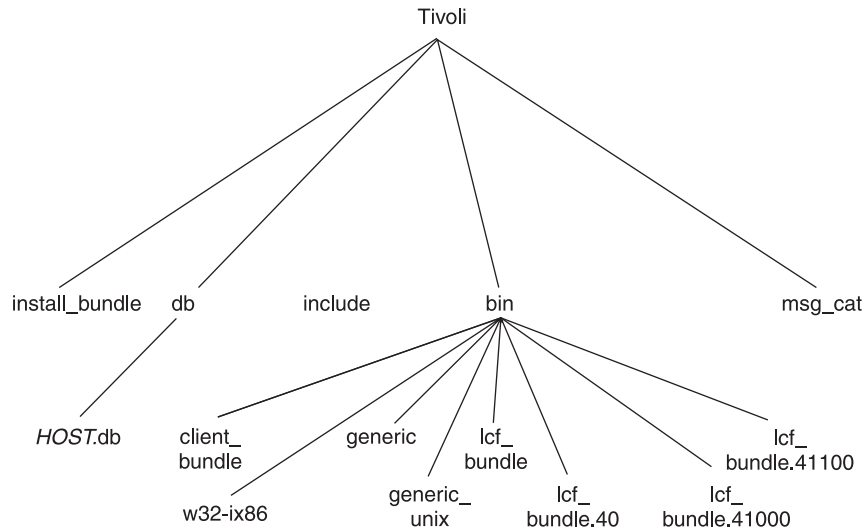 Tivoli
install_bundle
db
include
bin
msg_cat
HOST.db
client_
bundle
generic
lcf_
bundle
lcf_
bundle.41100
w32-ix86
generic_
unix
lcf_
bundle.40
lcf_
bundle.41000